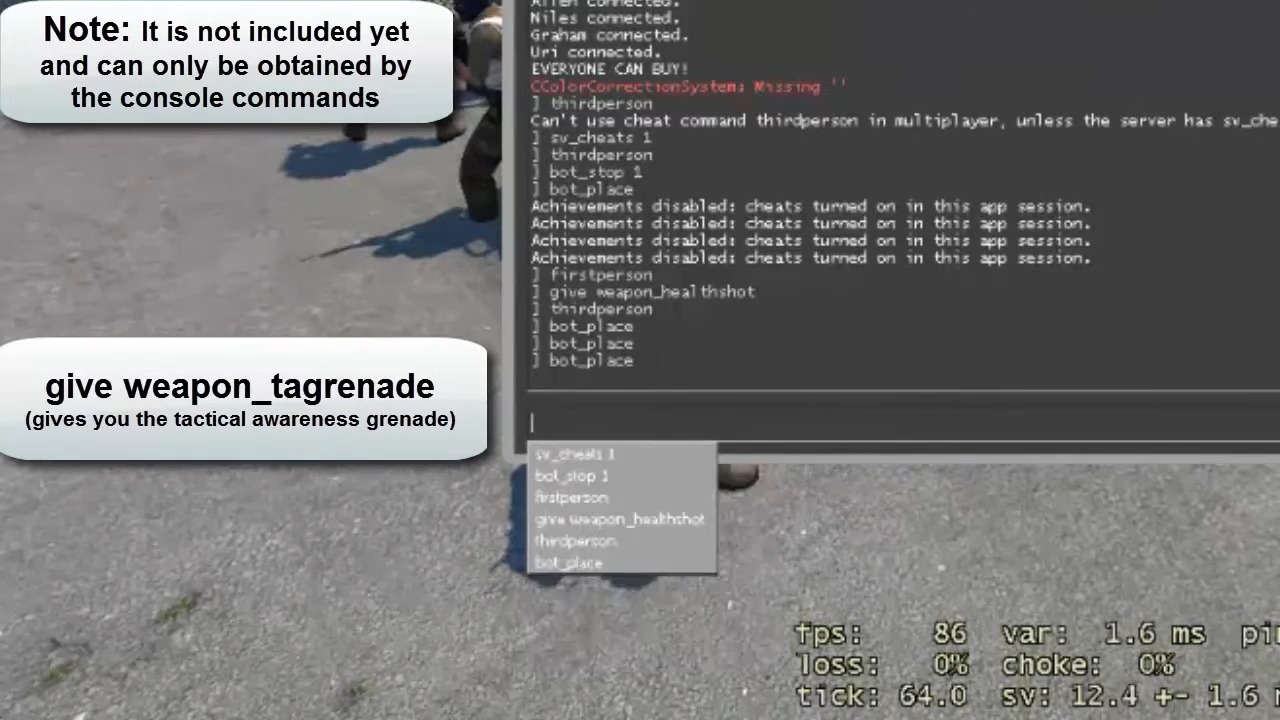 Note: It is not included yet
and can only be obtained by
the console commands
give weapon_tagrenade
(gives you the tactical awareness grenade)
Allen connected.
Niles connected.
Graham connected.
Uri connected.
EVERYONE CAN BUY!
CColorCorrectionSystem: Missing ''
] thirdperson
Can't use cheat command thirdperson in multiplayer, unless the server has sv_che
] sv_cheats 1
] thirdperson
] bot_stop 1
] bot_place
Achievements disabled: cheats turned on in this app session.
Achievements disabled: cheats turned on in this app session.
Achievements disabled: cheats turned on in this app session.
Achievements disabled: cheats turned on in this app session.
] firstperson
] give weapon_healthshot
] thirdperson
] bot_place
] bot_place
] bot_place
sv_cheats 1
bot_stop 1
firstperson
give weapon_healthshot
thirdperson
bot_place
fps: 86 var: 1.6 ms pi
loss: 0% choke: 0%
tick: 64.0 sv: 12.4 +- 1.6